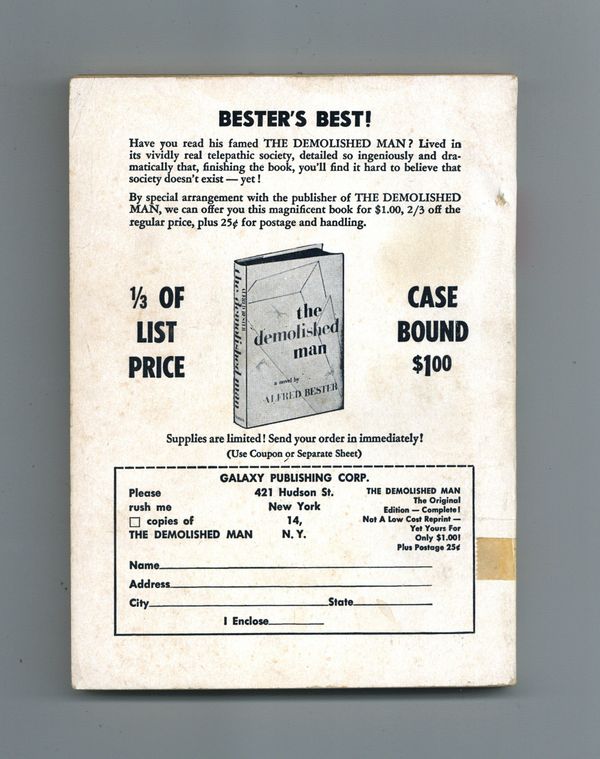 BESTER'S BEST!
Have you read his famed THE DEMOLISHED MAN? Lived in
its vividly real telepathic society, detailed so ingeniously and dra-
matically that, finishing the book, you'll find it hard to believe that
society doesn't exist — yet!
By special arrangement with the publisher of THE DEMOLISHED
MAN, we can offer you this magnificent book for $1.00, 2/3 off the
regular price, plus 25¢ for postage and handling.
⅓ OF
LIST
PRICE
the demolished man
the
demolished
man
a novel by
ALFRED BESTER
CASE
BOUND
$100
Supplies are limited! Send your order in immediately!
(Use Coupon or Separate Sheet)
GALAXY PUBLISHING CORP.
Please
rush me
copies of
THE DEMOLISHED MAN
421 Hudson St.
New York
14,
N.Y.
THE DEMOLISHED MAN
The Original
Edition — Complete!
Not A Low Cost Reprint —
Yet Yours For
Only $1.00!
Plus Postage 25¢
Name
Address
City State
I Enclose